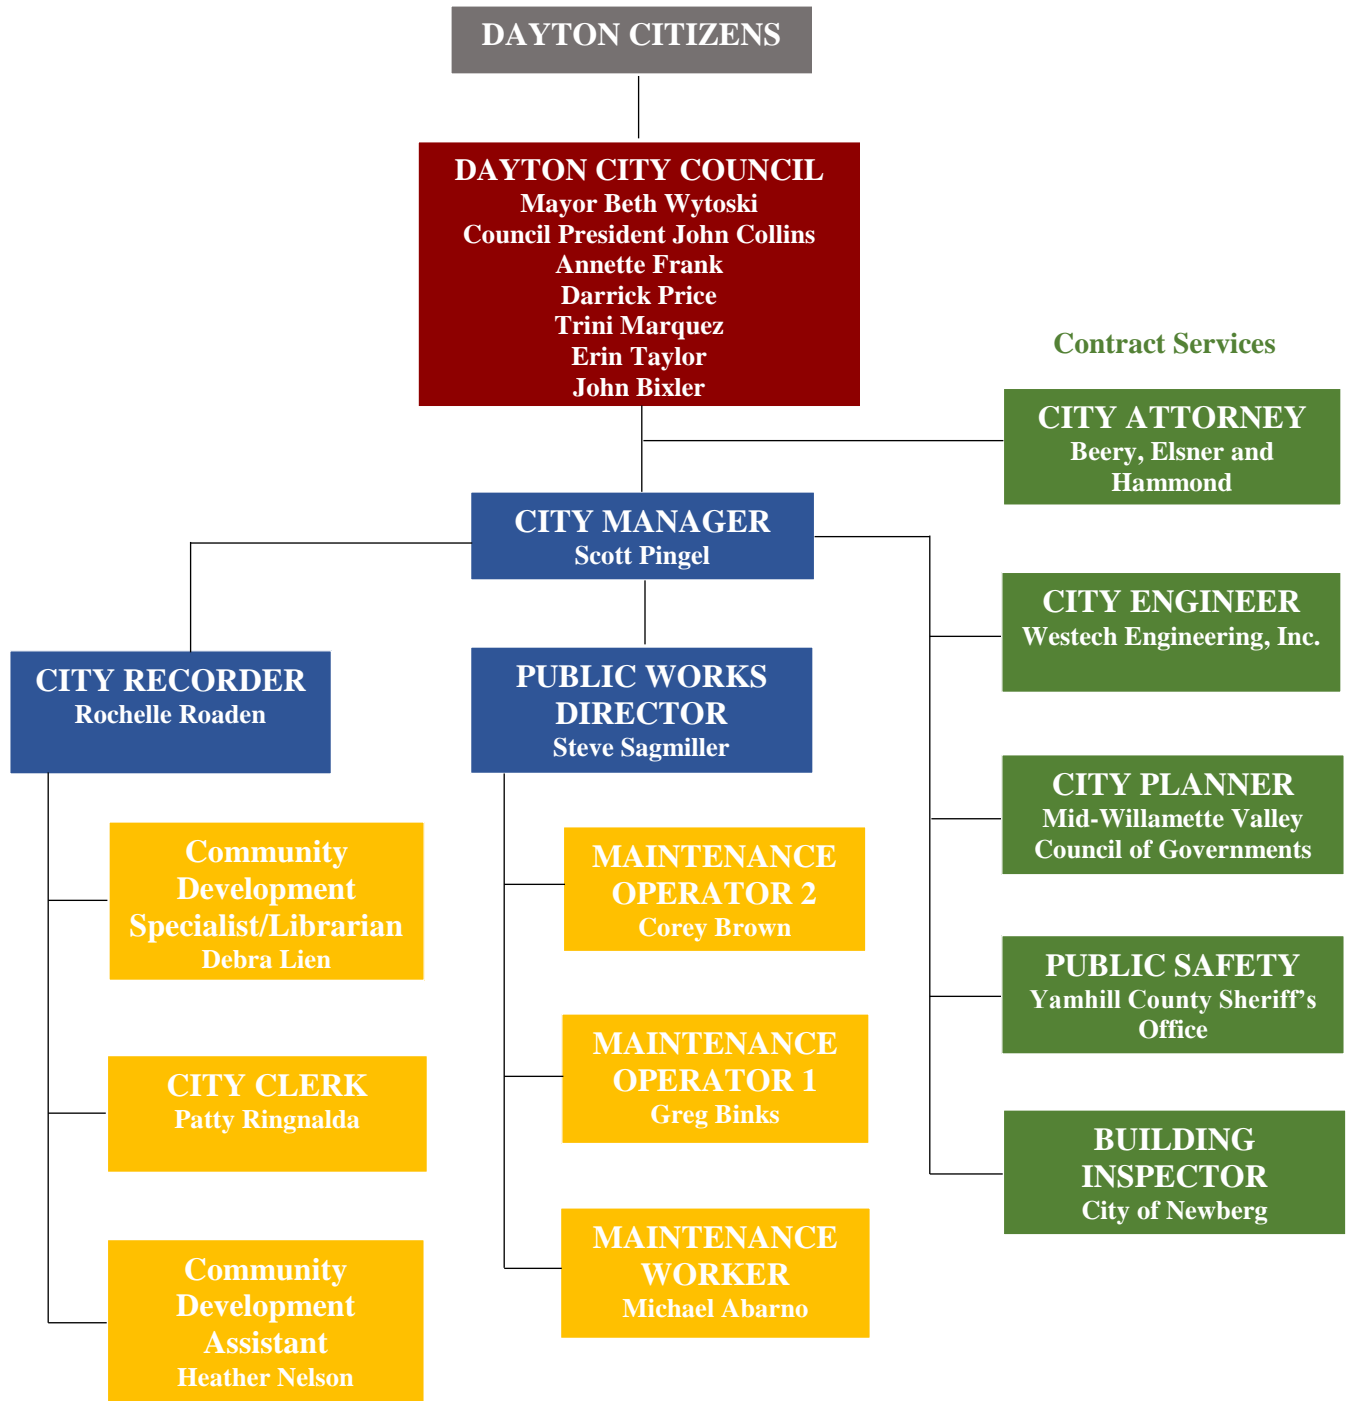 DAYTON CITIZENS
DAYTON CITY COUNCIL
Mayor Beth Wytoski
Council President John Collins
Annette Frank
Darrick Price
Trini Marquez
Erin Taylor
John Bixler
Contract Services
CITY ATTORNEY
Beery, Elsner and
Hammond
CITY MANAGER
Scott Pingel
CITY ENGINEER
Westech Engineering, Inc.
CITY RECORDER
Rochelle Roaden
PUBLIC WORKS
DIRECTOR
Steve Sagmiller
CITY PLANNER
Mid-Willamette Valley
Council of Governments
Community
Development
Specialist/Librarian
Debra Lien
MAINTENANCE
OPERATOR 2
Corey Brown
PUBLIC SAFETY
Yamhill County Sheriff’s
Office
CITY CLERK
Patty Ringnalda
MAINTENANCE
OPERATOR 1
Greg Binks
BUILDING
INSPECTOR
City of Newberg
Community
Development
Assistant
Heather Nelson
MAINTENANCE
WORKER
Michael Abarno